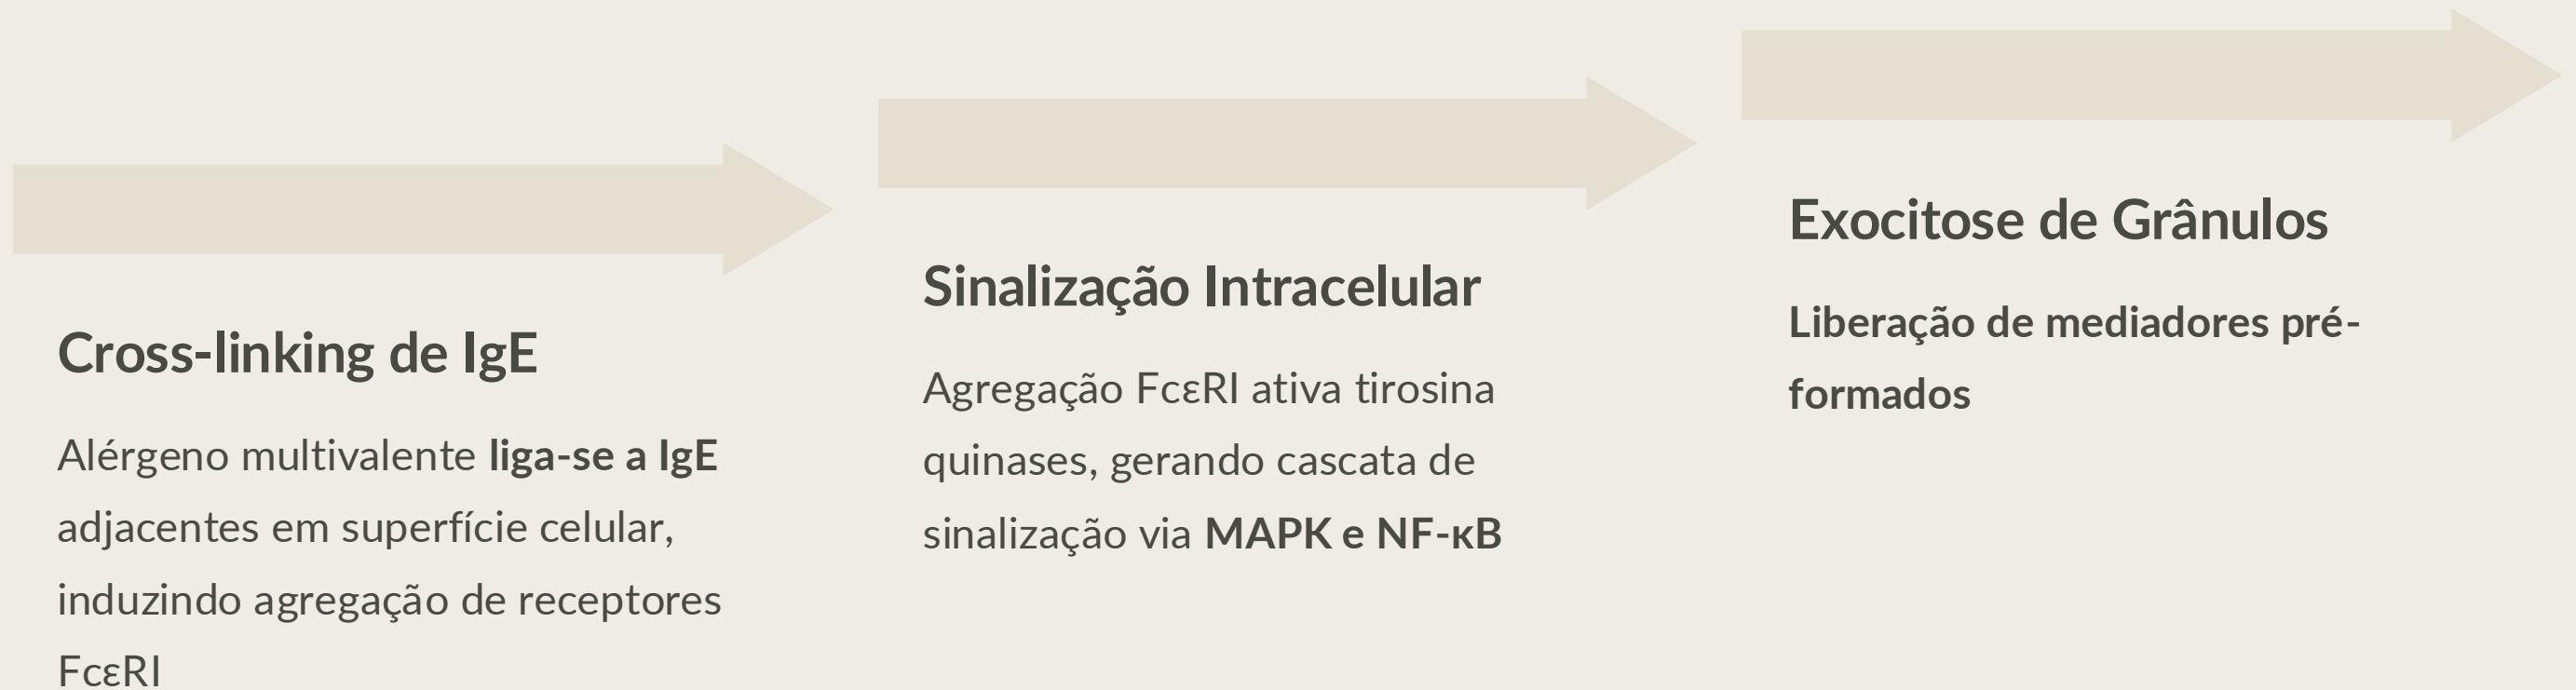 Cross-linking de IgE
Alérgeno multivalente liga-se a IgE
adjacentes em superfície celular,
induzindo agregação de receptores
FcεRI
Sinalização Intracelular
Agregação FcεRI ativa tirosina
quinases, gerando cascata de
sinalização via MAPK e NF-κB
Exocitose de Grânulos
Liberação de mediadores pré-
formados